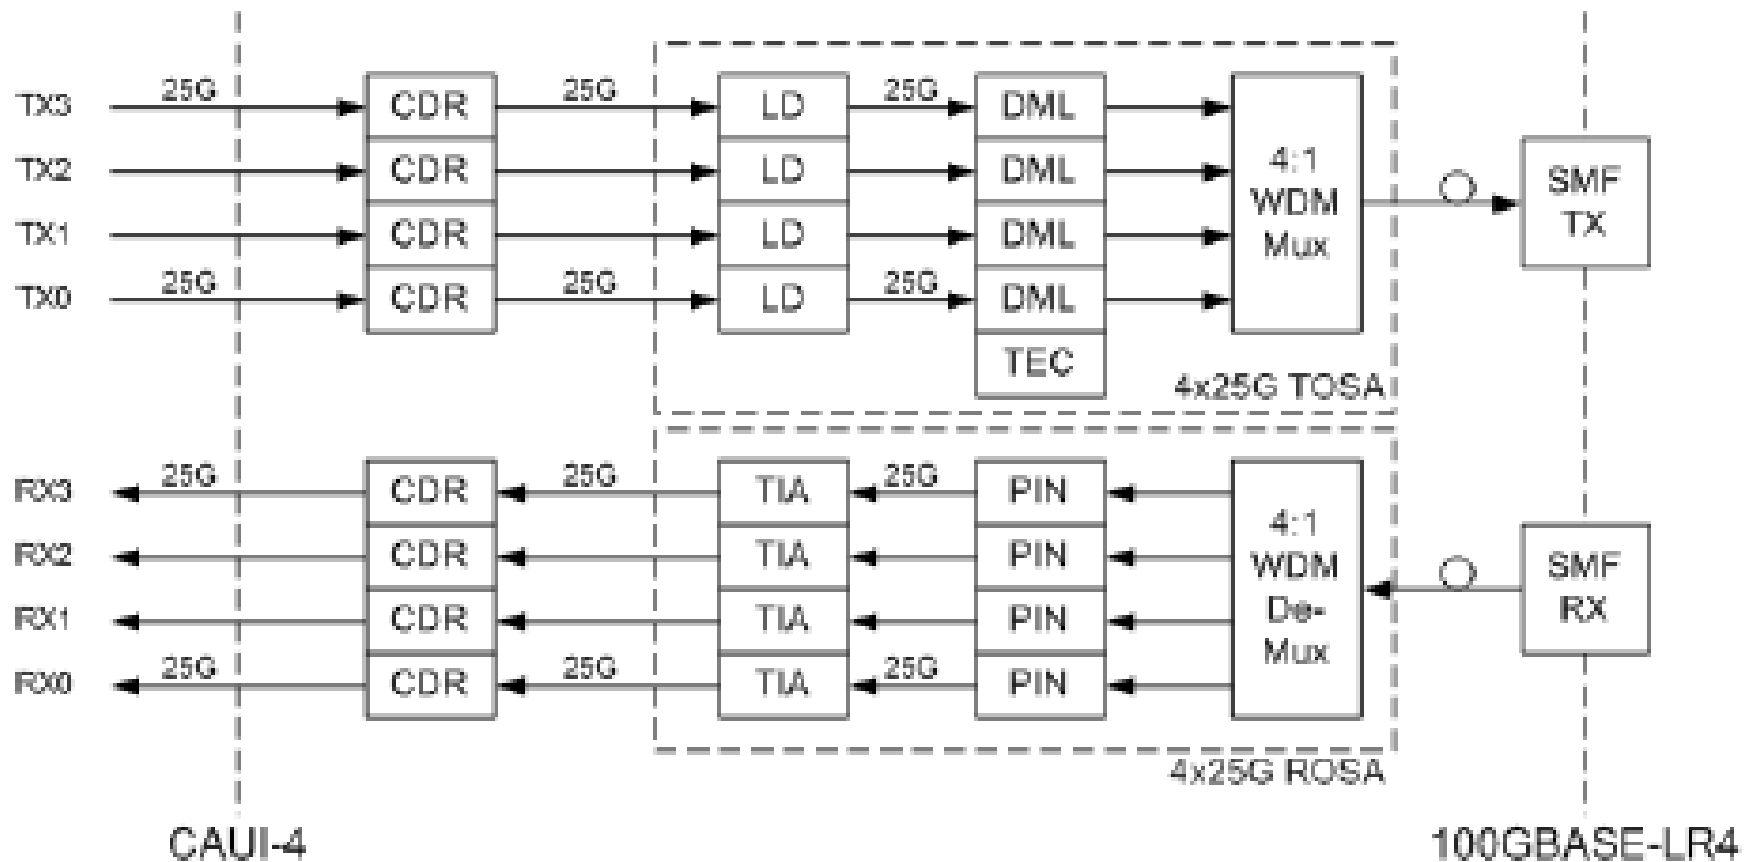 TX3 25G CDR 25G LD 25G DML
TX2 CDR LD DML
TX1 CDR LD DML
TX0 25G CDR 25G LD 25G DML
4:1
WDM
Mux
SMF
TX
TEC
4x25G TOSA
RX3 25G CDR 25G TIA 25G PIN
RX2 CDR TIA PIN
RX1 CDR TIA PIN
RX0 25G CDR 25G TIA 25G PIN
4:1
WDM
De-
Mux
SMF
RX
4x25G ROSA
CAUI-4
100GBASE-LR4